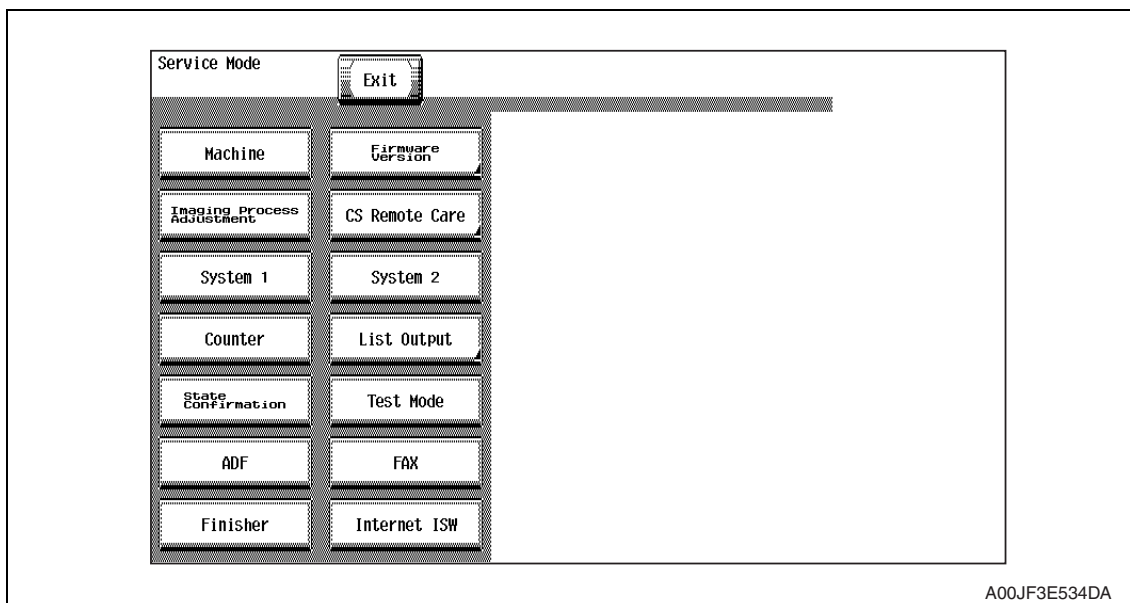 Service Mode
Exit
Machine
Firmware
Version
Imaging Process
Adjustment
CS Remote Care
System 1
System 2
Counter
List Output
State
Confirmation
Test Mode
ADF
FAX
Finisher
Internet ISW
A00JF3E534DA